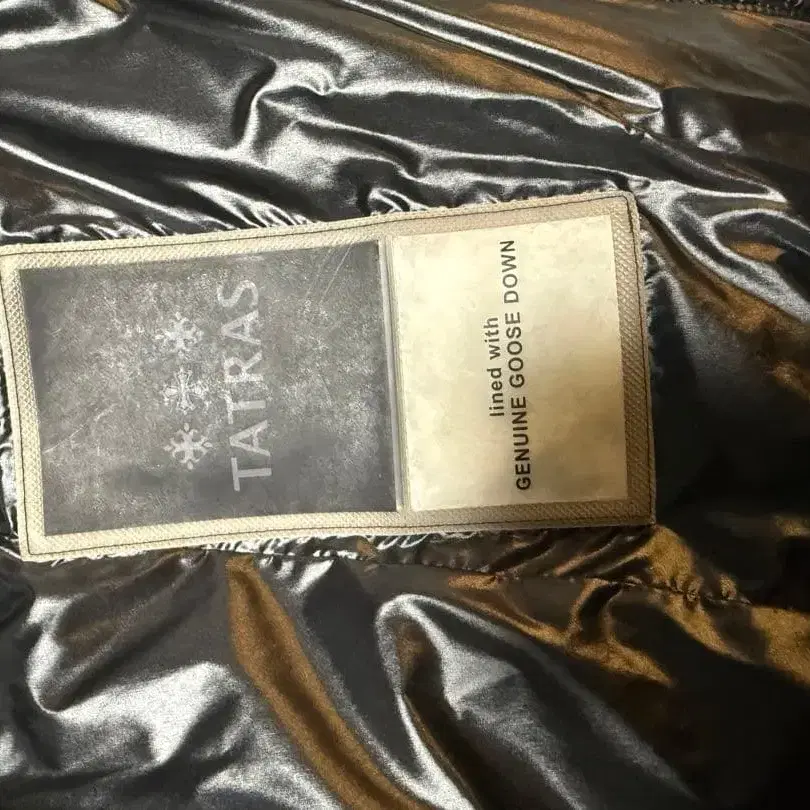 TATRAS
lined with
GENUINE GOOSE DOWN